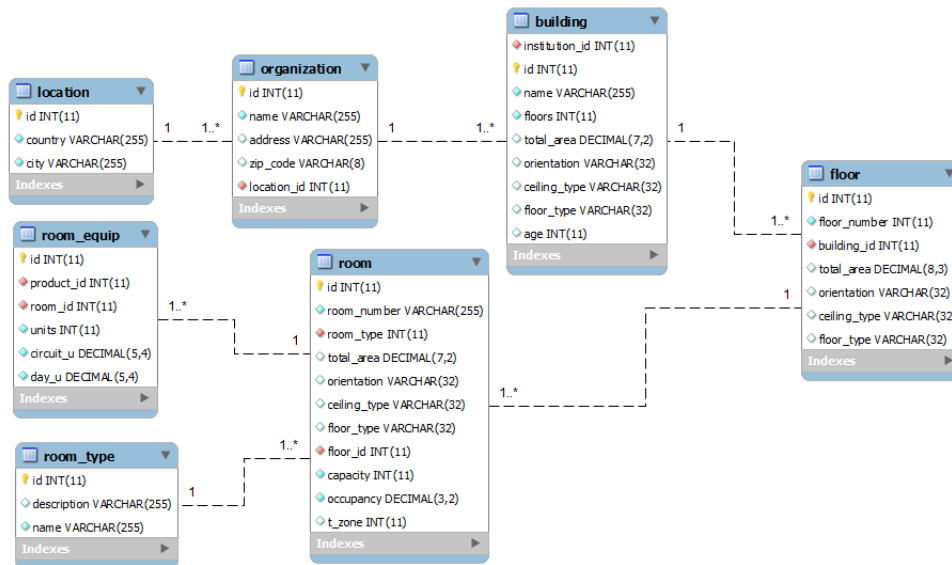 location
id INT(11)
country VARCHAR(255)
city VARCHAR(255)
Indexes
1
1..*
organization
id INT(11)
name VARCHAR(255)
address VARCHAR(255)
zip_code VARCHAR(8)
location_id INT(11)
Indexes
1
1..*
building
institution_id INT(11)
id INT(11)
name VARCHAR(255)
floors INT(11)
total_area DECIMAL(7,2)
orientation VARCHAR(32)
ceiling_type VARCHAR(32)
floor_type VARCHAR(32)
age INT(11)
Indexes
1
1..*
floor
id INT(11)
floor_number INT(11)
building_id INT(11)
total_area DECIMAL(8,3)
orientation VARCHAR(32)
ceiling_type VARCHAR(32
floor_type VARCHAR(32)
Indexes
1
1..*
room_equip
id INT(11)
product_id INT(11)
room_id INT(11)
units INT(11)
circuit_u DECIMAL(5,4)
day_u DECIMAL(5,4)
Indexes
1..*
1
room
id INT(11)
room_number VARCHAR(255)
room_type INT(11)
total_area DECIMAL(7,2)
orientation VARCHAR(32)
ceiling_type VARCHAR(32)
floor_type VARCHAR(32)
floor_id INT(11)
capacity INT(11)
occupancy DECIMAL(3,2)
t_zone INT(11)
Indexes
room_type
id INT(11)
description VARCHAR(255)
name VARCHAR(255)
Indexes
1
1..*